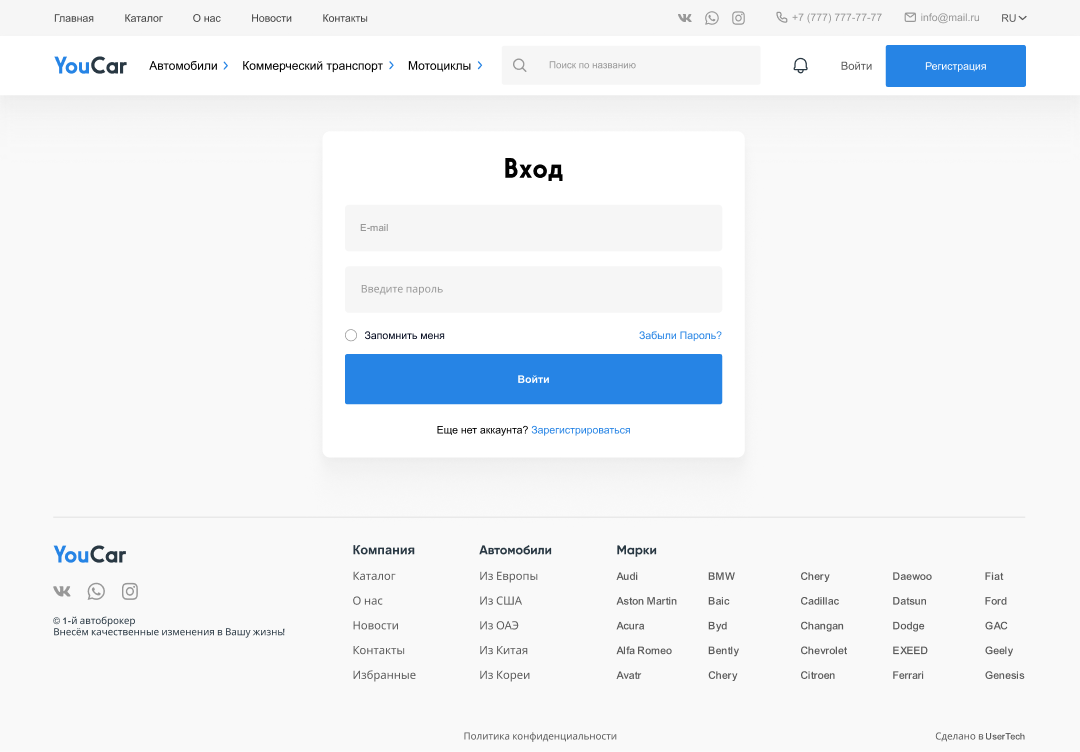 Главная Каталог О нас Новости Контакты +7 (777) 777-77-77 info@mail.ru RU
YouCar Автомобили Коммерческий транспорт Мотоциклы Поиск по названию Войти Регистрация
Вход
E-mail
Введите пароль
Запомнить меня Забыли Пароль?
Войти
Еще нет аккаунта? Зарегистрироваться
YouCar
© 1-й автоброкер
Внесём качественные изменения в Вашу жизнь!
Компания
Каталог
О нас
Новости
Контакты
Избранные
Автомобили
Из Европы
Из США
Из ОАЭ
Из Китая
Из Кореи
Марки
Audi BMW Chery Daewoo Fiat
Aston Martin Baic Cadillac Datsun Ford
Acura Byd Changan Dodge GAC
Alfa Romeo Bently Chevrolet EXEED Geely
Avatr Chery Citroen Ferrari Genesis
Политика конфиденциальности Сделано в UserTech